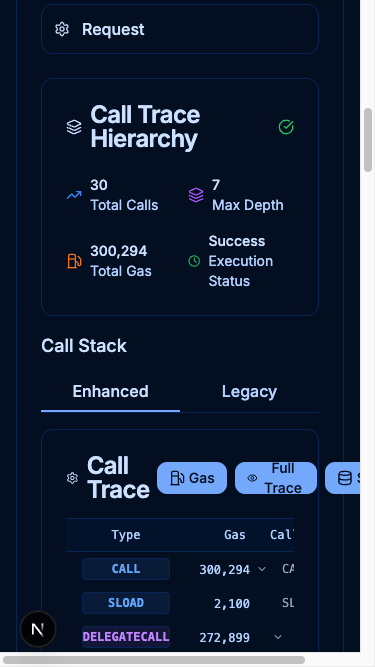 Request
Call Trace
Hierarchy
30
Total Calls
7
Max Depth
300,294
Total Gas
Success
Execution
Status
Call Stack
Enhanced
Legacy
Call
Trace
Gas
Full
Trace
Type
Gas
Cal
CALL
300,294
CA
SLOAD
2,100
SL
DELEGATECALL
272,899
N